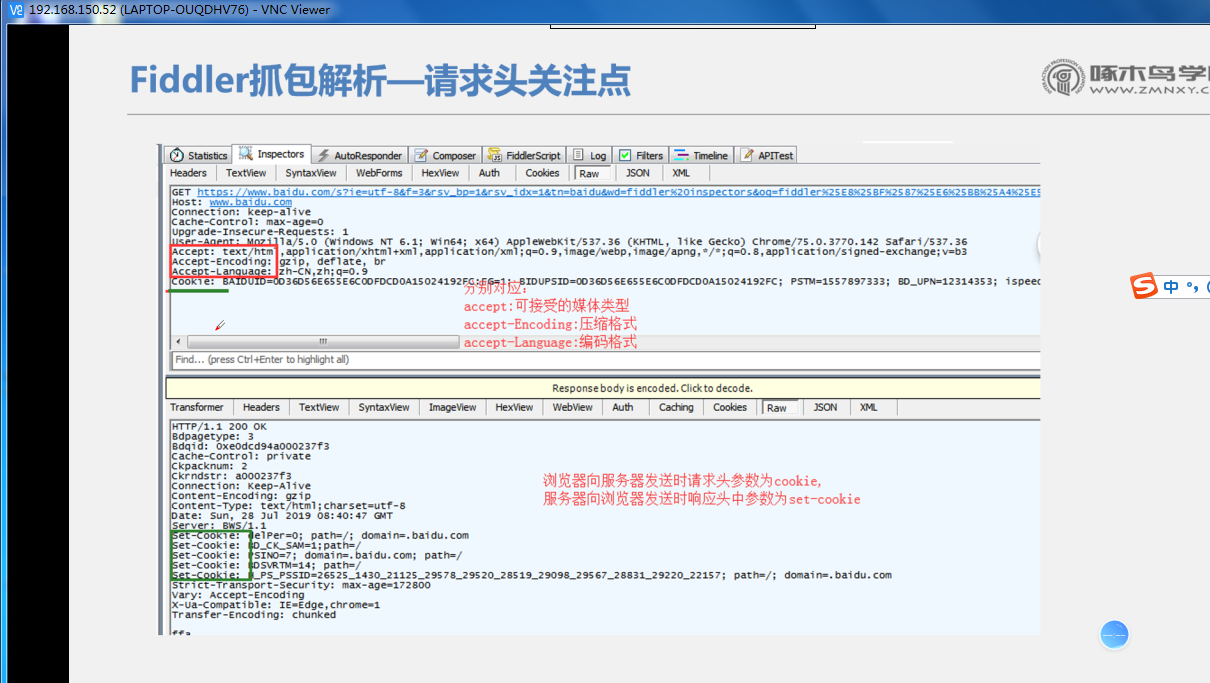 192.168.150.52 (LAPTOP-OUQDHV76) - VNC Viewer
Fiddler抓包解析—请求头关注点
啄木鸟学
WWW.ZMNXY.C
Statistics Inspectors AutoResponder Composer FiddlerScript Log Filters Timeline APITest
Headers TextView SyntaxView WebForms HexView Auth Cookies Raw JSON XML
GET https://www.baidu.com/s?ie=utf-8&f=3&rsv_bp=1&rsv_idx=1&tn=baidu&wd=fiddler%20inspectors&oq=fiddler%25E8%25BF%2587%25E6%25BB%25A4%25E5
Host: www.baidu.com
Connection: keep-alive
Cache-Control: max-age=0
Upgrade-Insecure-Requests: 1
User-Agent: Mozilla/5.0 (Windows NT 6.1; Win64; x64) AppleWebKit/537.36 (KHTML, like Gecko) Chrome/75.0.3770.142 Safari/537.36
Accept: text/html,application/xhtml+xml,application/xml;q=0.9,image/webp,image/apng,*/*;q=0.8,application/signed-exchange;v=b3
Accept-Encoding: gzip, deflate, br
Accept-Language: zh-CN,zh;q=0.9
Cookie: BAIDUID=0D36D56E655E6C0DFDCD0A15024192FC:FG=1; BIDUPSID=0D36D56E655E6C0DFDCD0A15024192FC; PSTM=1557897333; BD_UPN=12314353; ispeed
分别对应：
accept:可接受的媒体类型
accept-Encoding:压缩格式
accept-Language:编码格式
Find... (press Ctrl+Enter to highlight all)
Response body is encoded. Click to decode.
Transformer Headers TextView SyntaxView ImageView HexView WebView Auth Caching Cookies Raw JSON XML
HTTP/1.1 200 OK
Bdpagetype: 3
Bdqid: 0xe0dcd94a000237f3
Cache-Control: private
Ckpacknum: 2
Ckrndstr: a000237f3
Connection: Keep-Alive
Content-Encoding: gzip
Content-Type: text/html;charset=utf-8
Date: Sun, 28 Jul 2019 08:40:47 GMT
Server: BWS/1.1
Set-Cookie: delPer=0; path=/; domain=.baidu.com
Set-Cookie: BD_CK_SAM=1;path=/
Set-Cookie: PSINO=7; domain=.baidu.com; path=/
Set-Cookie: BDSVRTM=14; path=/
Set-Cookie: H_PS_PSSID=26525_1430_21125_29578_29520_28519_29098_29567_28831_29220_22157; path=/; domain=.baidu.com
Strict-Transport-Security: max-age=172800
Vary: Accept-Encoding
X-Ua-Compatible: IE=Edge,chrome=1
Transfer-Encoding: chunked
ffa
浏览器向服务器发送时请求头参数为cookie,
服务器向浏览器发送时响应头中参数为set-cookie
中